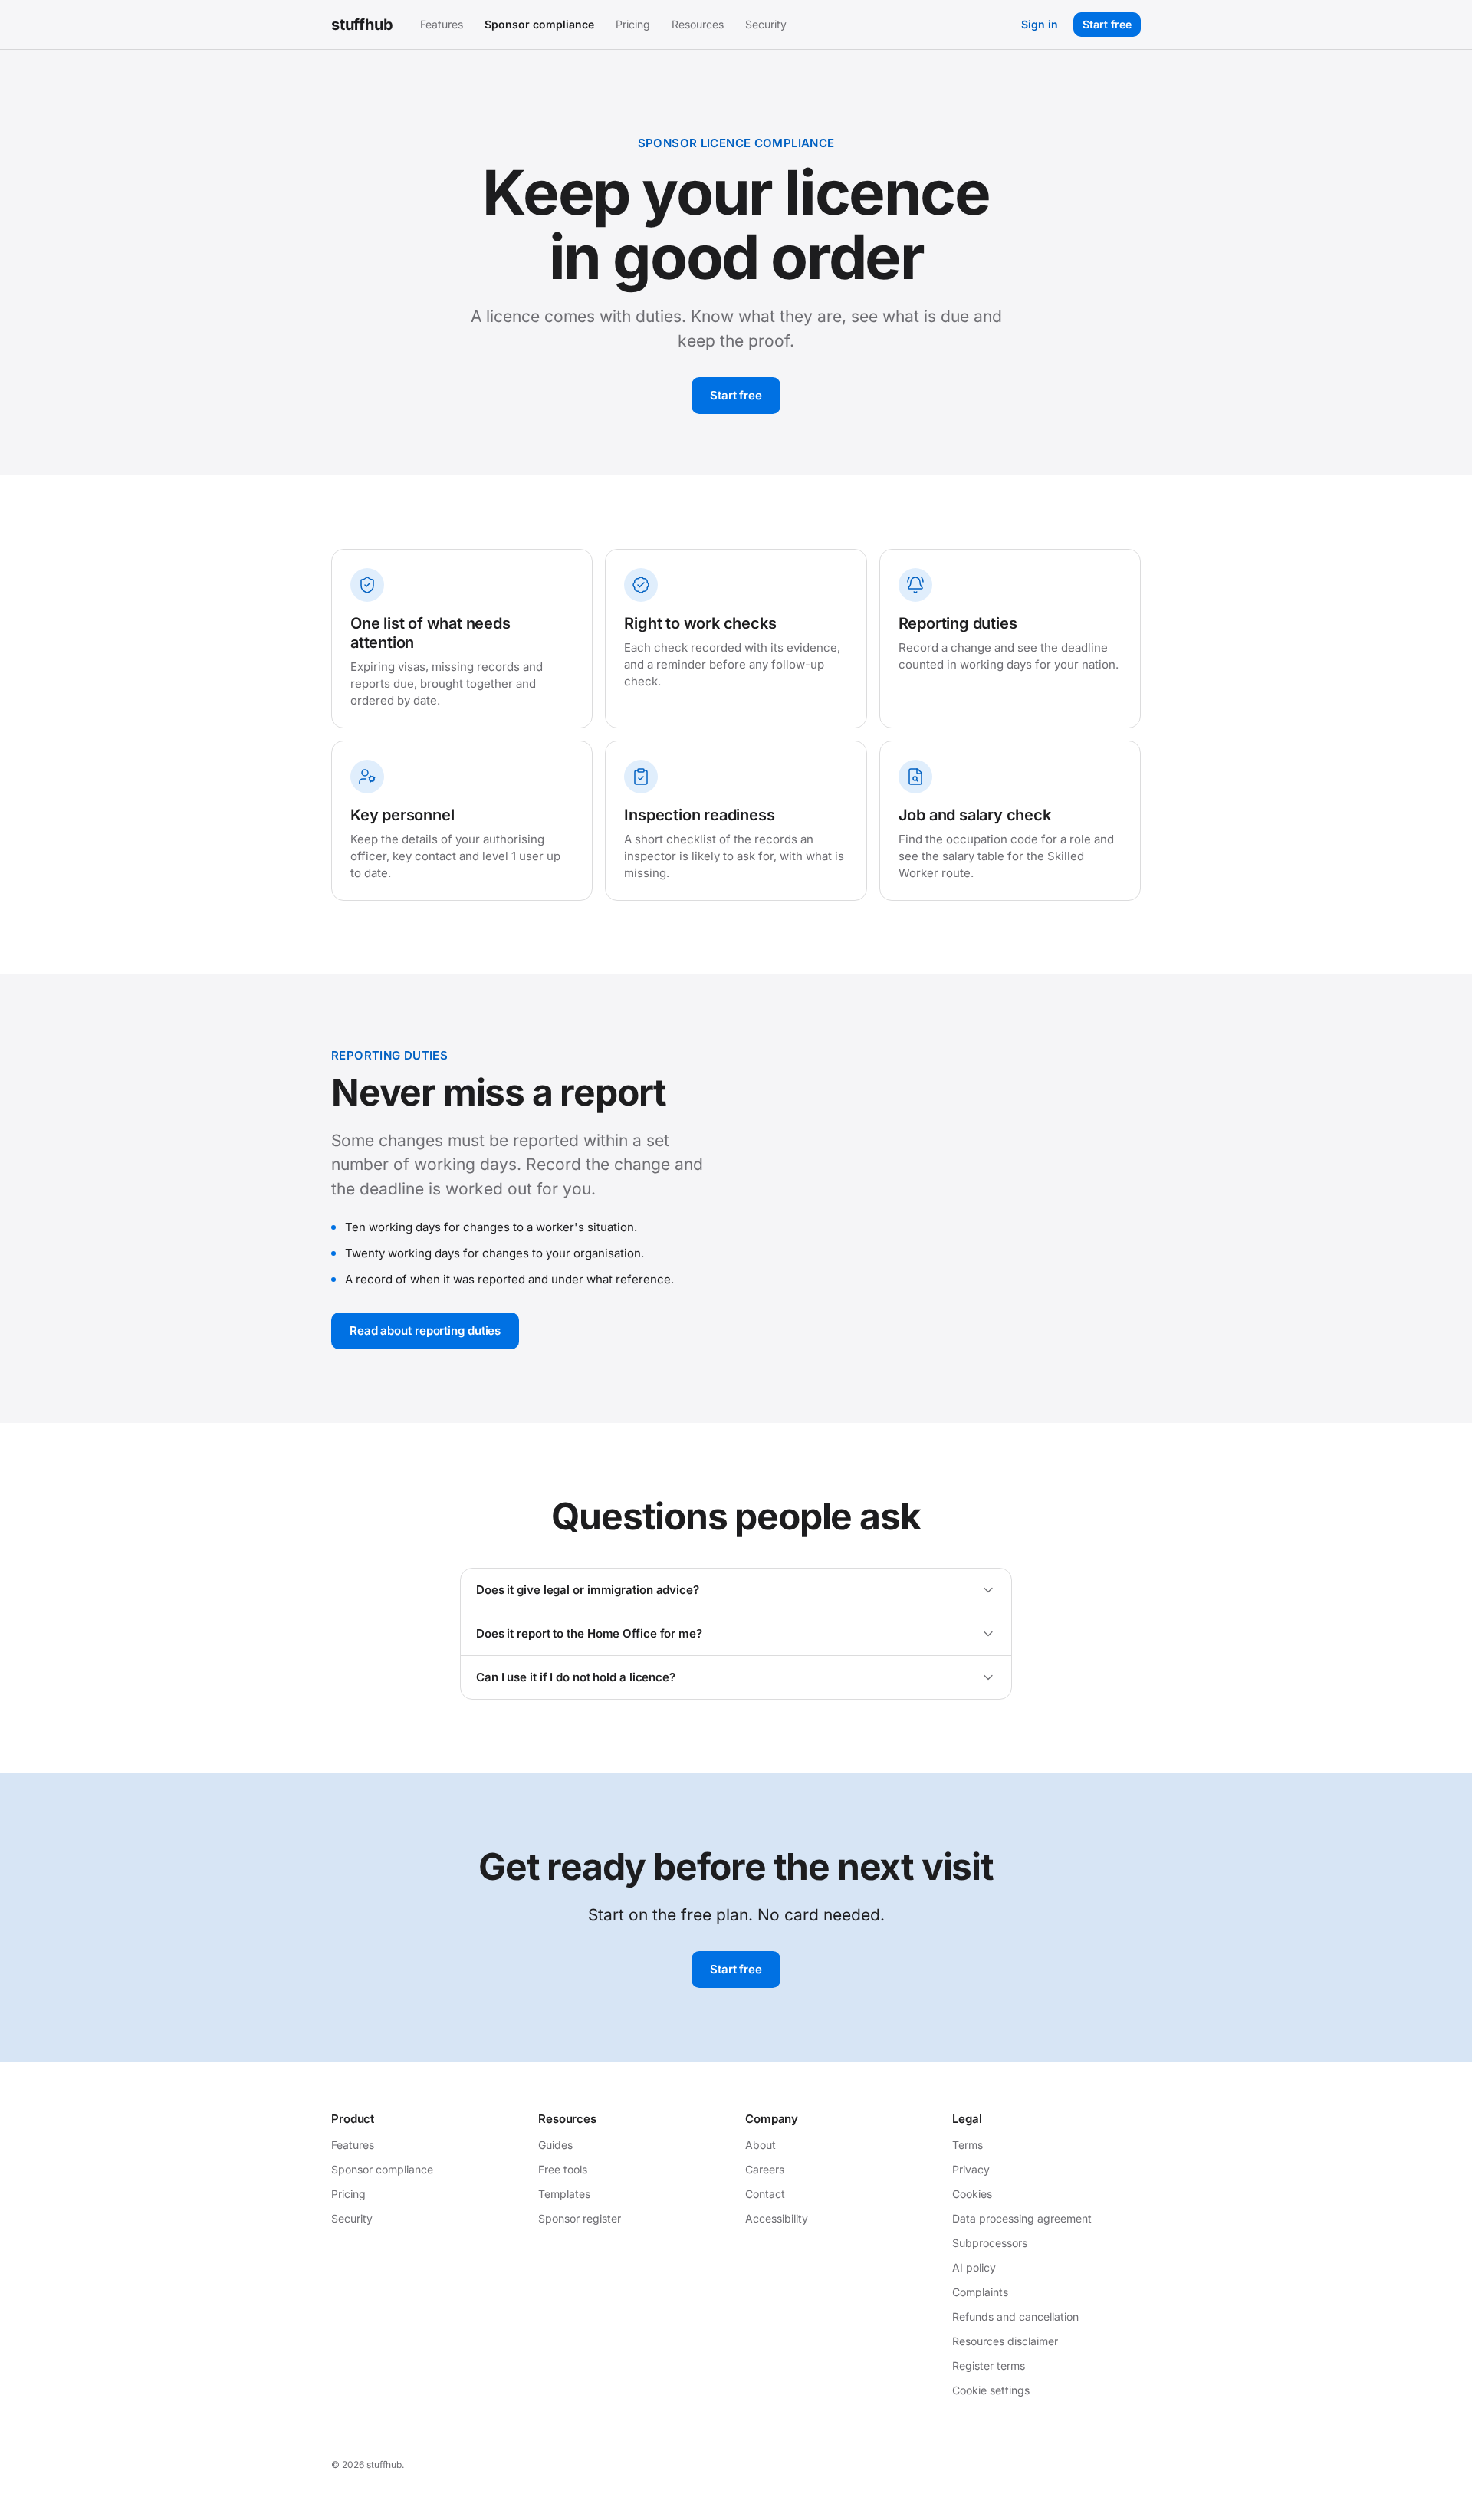 stuffhub Features Sponsor compliance Pricing Resources Security Sign in Start free
SPONSOR LICENCE COMPLIANCE
Keep your licence
in good order
A licence comes with duties. Know what they are, see what is due and
keep the proof.
Start free
One list of what needs
attention
Expiring visas, missing records and
reports due, brought together and
ordered by date.
Right to work checks
Each check recorded with its evidence,
and a reminder before any follow-up
check.
Reporting duties
Record a change and see the deadline
counted in working days for your nation.
Key personnel
Keep the details of your authorising
officer, key contact and level 1 user up
to date.
Inspection readiness
A short checklist of the records an
inspector is likely to ask for, with what is
missing.
Job and salary check
Find the occupation code for a role and
see the salary table for the Skilled
Worker route.
REPORTING DUTIES
Never miss a report
Some changes must be reported within a set
number of working days. Record the change and
the deadline is worked out for you.
Ten working days for changes to a worker's situation.
Twenty working days for changes to your organisation.
A record of when it was reported and under what reference.
Read about reporting duties
Questions people ask
Does it give legal or immigration advice?
Does it report to the Home Office for me?
Can I use it if I do not hold a licence?
Get ready before the next visit
Start on the free plan. No card needed.
Start free
Product
Features
Sponsor compliance
Pricing
Security
Resources
Guides
Free tools
Templates
Sponsor register
Company
About
Careers
Contact
Accessibility
Legal
Terms
Privacy
Cookies
Data processing agreement
Subprocessors
AI policy
Complaints
Refunds and cancellation
Resources disclaimer
Register terms
Cookie settings
© 2026 stuffhub.